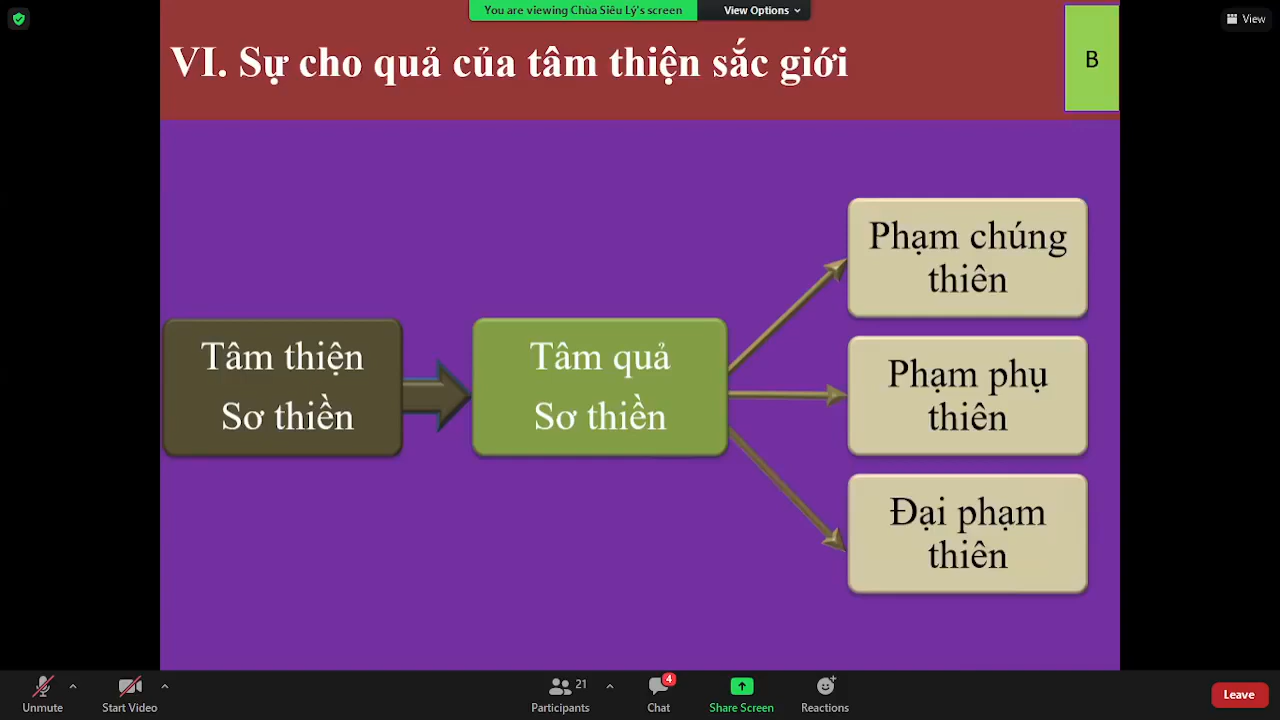 You are viewing Chùa Siêu Lý's screen
View Options
View
VI. Sự cho quả của tâm thiện sắc giới
B
Tâm thiện
Sơ thiền
Tâm quả
Sơ thiền
Phạm chúng
thiên
Phạm phụ
thiên
Đại phạm
thiên
Unmute
Start Video
21
Participants
4
Chat
Share Screen
Reactions
Leave